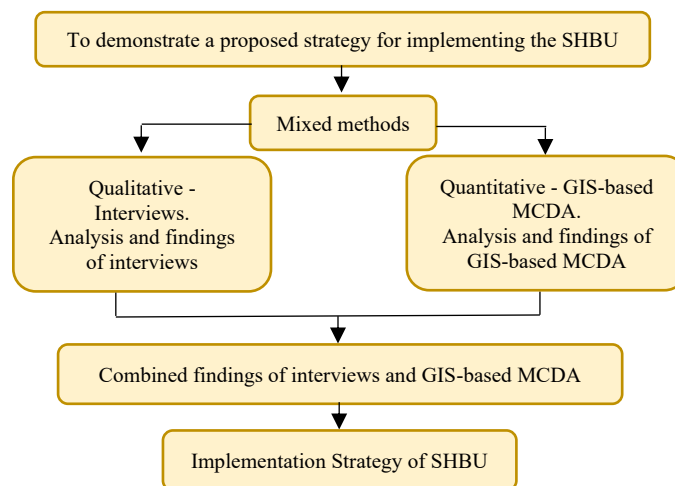 To demonstrate a proposed strategy for implementing the SHBU
Mixed methods
Qualitative -
Interviews.
Analysis and findings
of interviews
Quantitative - GIS-based
MCDA.
Analysis and findings of
GIS-based MCDA
Combined findings of interviews and GIS-based MCDA
Implementation Strategy of SHBU